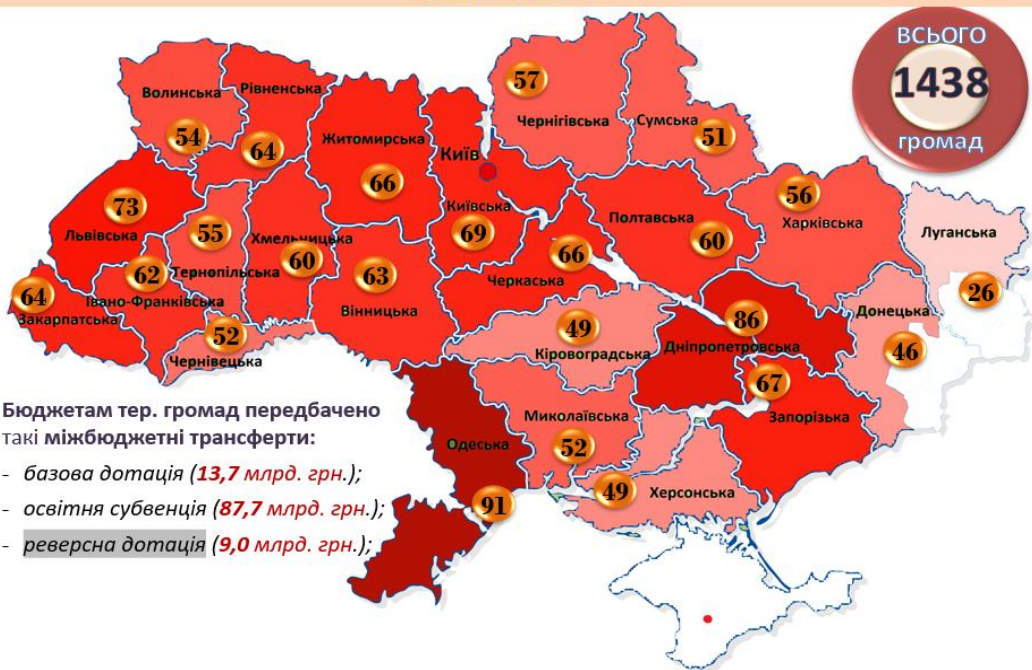 ВСЬОГО
1438
громад
Волинська
54
Рівненська
64
Житомирська
66
Київ
Київська
69
57
Чернігівська
Сумська
51
73
Львівська
55
Тернопільська
Хмельницька
60
62
Івано-Франківська
64
Закарпатська
52
Чернівецька
63
Вінницька
66
Черкаська
Полтавська
60
56
Харківська
Луганська
26
49
Кіровоградська
86
Дніпропетровська
Донецька
46
67
Запорізька
Миколаївська
52
Одеська
91
49
Херсонська
Бюджетам тер. громад передбачено
такі міжбюджетні трансферти:
- базова дотація (13,7 млрд. грн.);
- освітня субвенція (87,7 млрд. грн.);
- реверсна дотація (9,0 млрд. грн.);